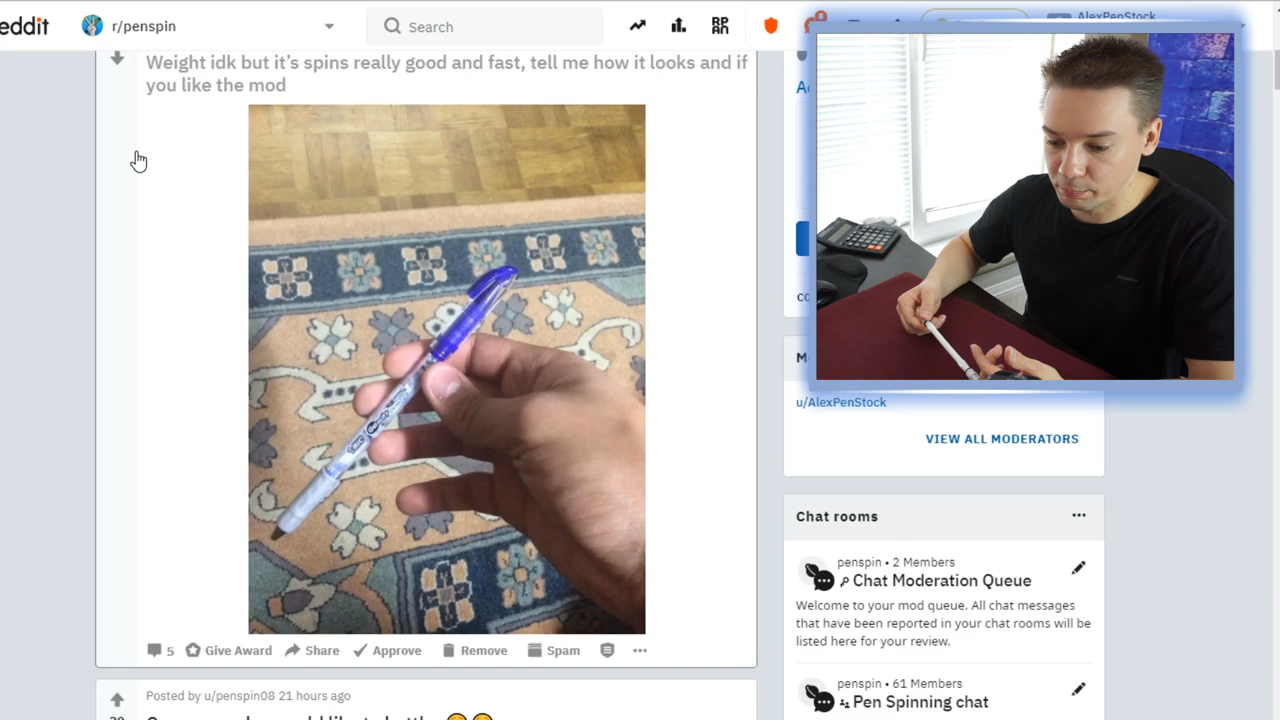 eddit
r/penspin
Search
AlexPenStock
Weight idk but it’s spins really good and fast, tell me how it looks and if
you like the mod
BIC
u/AlexPenStock
VIEW ALL MODERATORS
Chat rooms
penspin • 2 Members
Chat Moderation Queue
Welcome to your mod queue. All chat messages
that have been reported in your chat rooms will be
listed here for your review.
penspin • 61 Members
Pen Spinning chat
5 Give Award Share Approve Remove Spam
Posted by u/penspin08 21 hours ago